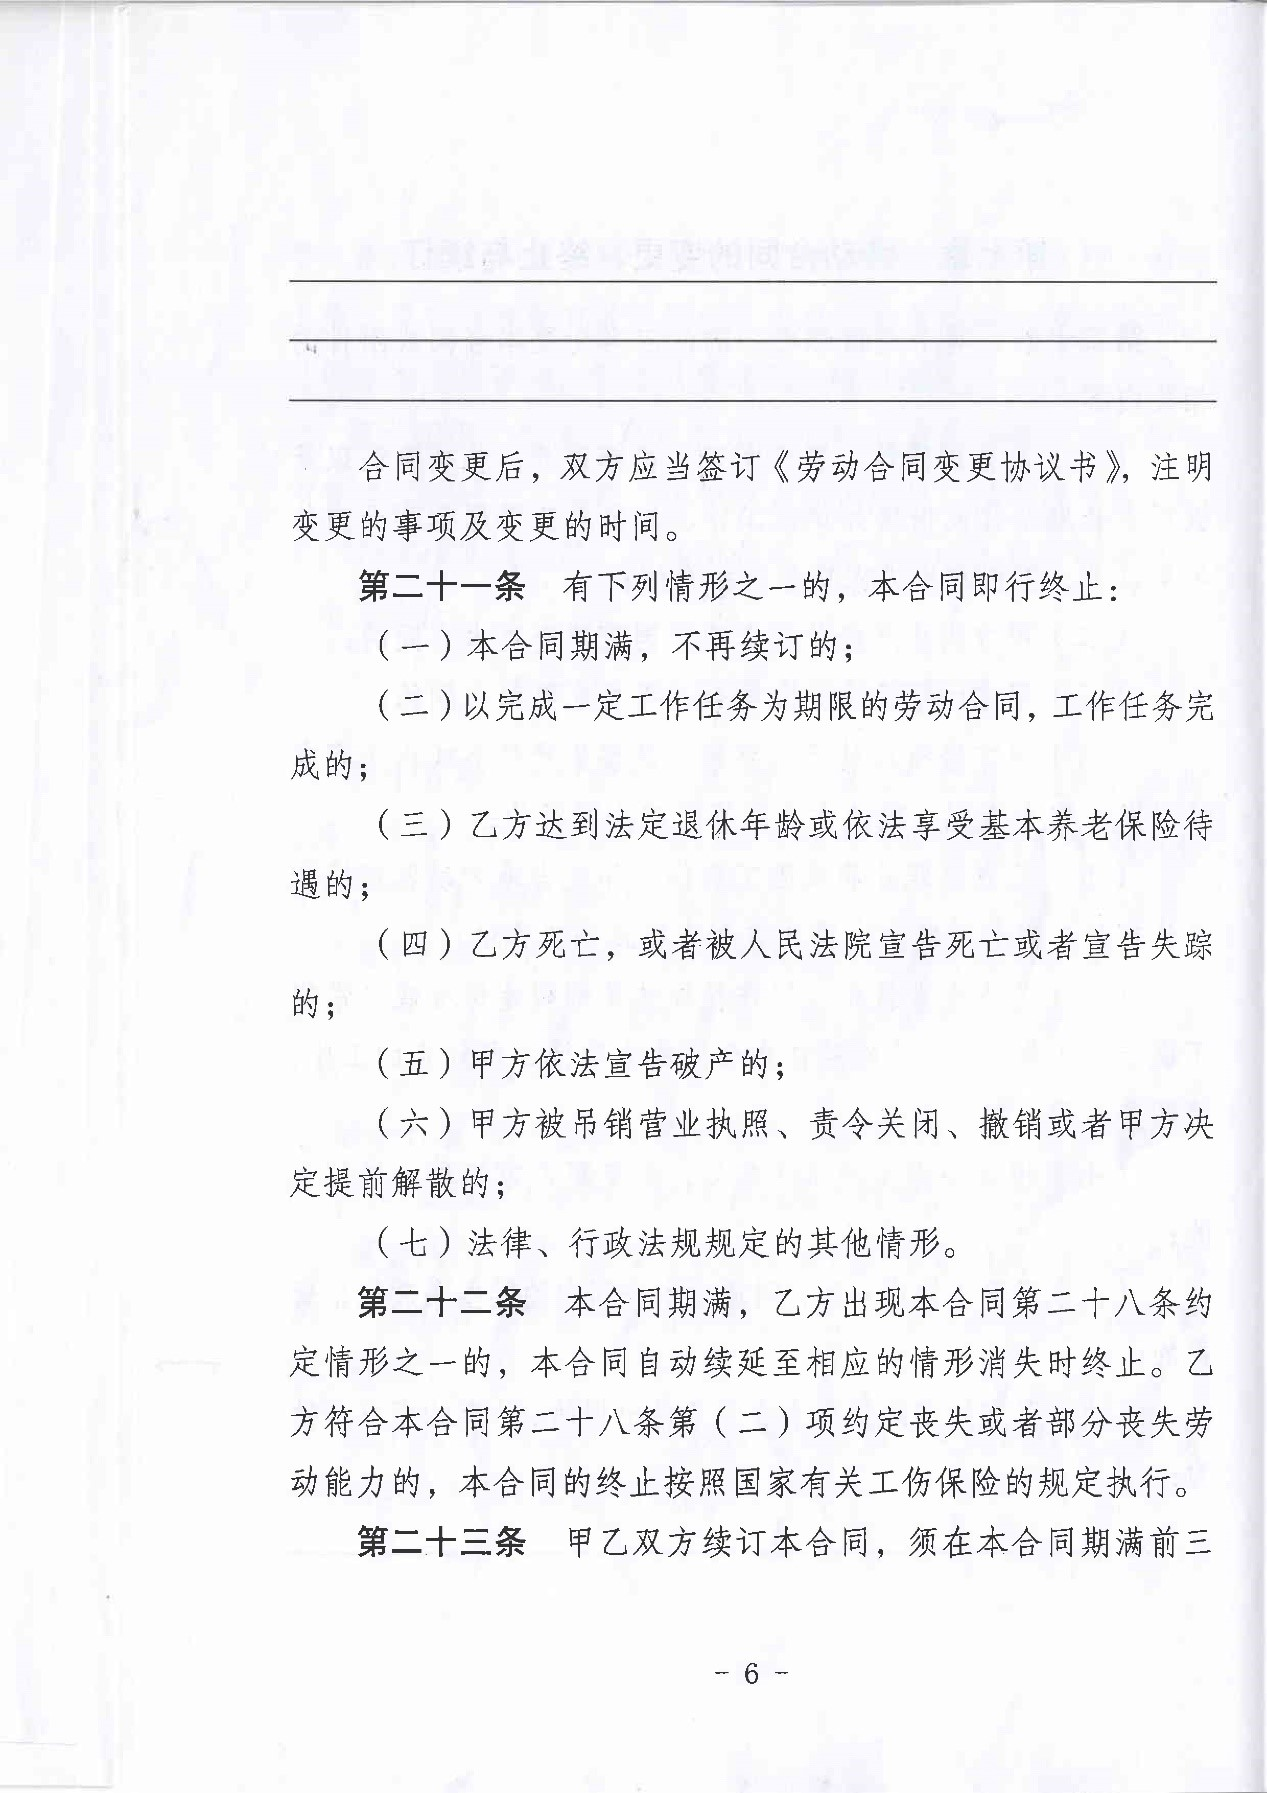 合同变更后，双方应当签订《劳动合同变更协议书》，注明
变更的事项及变更的时间。
第二十一条　有下列情形之一的，本合同即行终止：
（一）本合同期满，不再续订的；
（二）以完成一定工作任务为期限的劳动合同，工作任务完
成的；
（三）乙方达到法定退休年龄或依法享受基本养老保险待
遇的；
（四）乙方死亡，或者被人民法院宣告死亡或者宣告失踪
的；
（五）甲方依法宣告破产的；
（六）甲方被吊销营业执照、责令关闭、撤销或者甲方决
定提前解散的；
（七）法律、行政法规规定的其他情形。
第二十二条　本合同期满，乙方出现本合同第二十八条约
定情形之一的，本合同自动续延至相应的情形消失时终止。乙
方符合本合同第二十八条第（二）项约定丧失或者部分丧失劳
动能力的，本合同的终止按照国家有关工伤保险的规定执行。
第二十三条　甲乙双方续订本合同，须在本合同期满前三
- 6 -